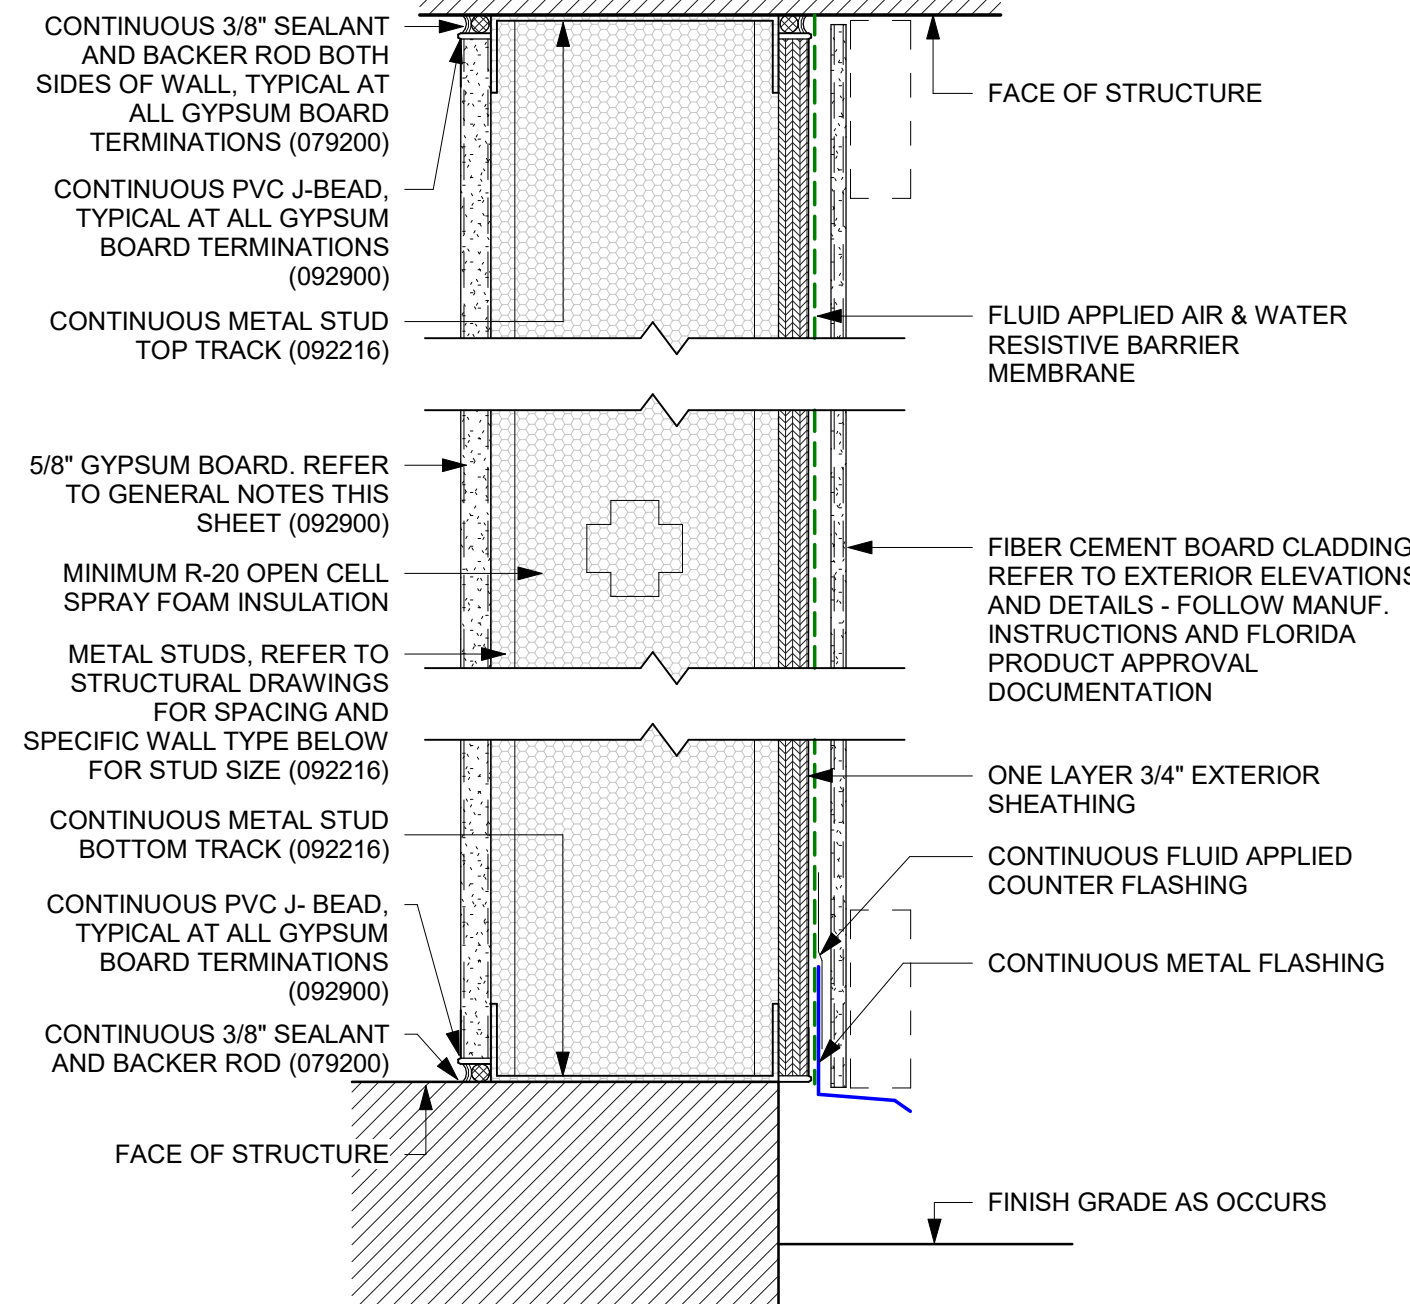 CONTINUOUS 3/8" SEALANT
AND BACKER ROD BOTH
SIDES OF WALL, TYPICAL AT
ALL GYPSUM BOARD
TERMINATIONS (079200)
CONTINUOUS PVC J-BEAD,
TYPICAL AT ALL GYPSUM
BOARD TERMINATIONS
(092900)
CONTINUOUS METAL STUD
TOP TRACK (092216)
5/8" GYPSUM BOARD. REFER
TO GENERAL NOTES THIS
SHEET (092900)
MINIMUM R-20 OPEN CELL
SPRAY FOAM INSULATION
METAL STUDS, REFER TO
STRUCTURAL DRAWINGS
FOR SPACING AND
SPECIFIC WALL TYPE BELOW
FOR STUD SIZE (092216)
CONTINUOUS METAL STUD
BOTTOM TRACK (092216)
CONTINUOUS PVC J- BEAD,
TYPICAL AT ALL GYPSUM
BOARD TERMINATIONS
(092900)
CONTINUOUS 3/8" SEALANT
AND BACKER ROD (079200)
FACE OF STRUCTURE
FACE OF STRUCTURE
FLUID APPLIED AIR & WATER
RESISTIVE BARRIER
MEMBRANE
FIBER CEMENT BOARD CLADDING
REFER TO EXTERIOR ELEVATIONS
AND DETAILS - FOLLOW MANUF.
INSTRUCTIONS AND FLORIDA
PRODUCT APPROVAL
DOCUMENTATION
ONE LAYER 3/4" EXTERIOR
SHEATHING
CONTINUOUS FLUID APPLIED
COUNTER FLASHING
CONTINUOUS METAL FLASHING
FINISH GRADE AS OCCURS